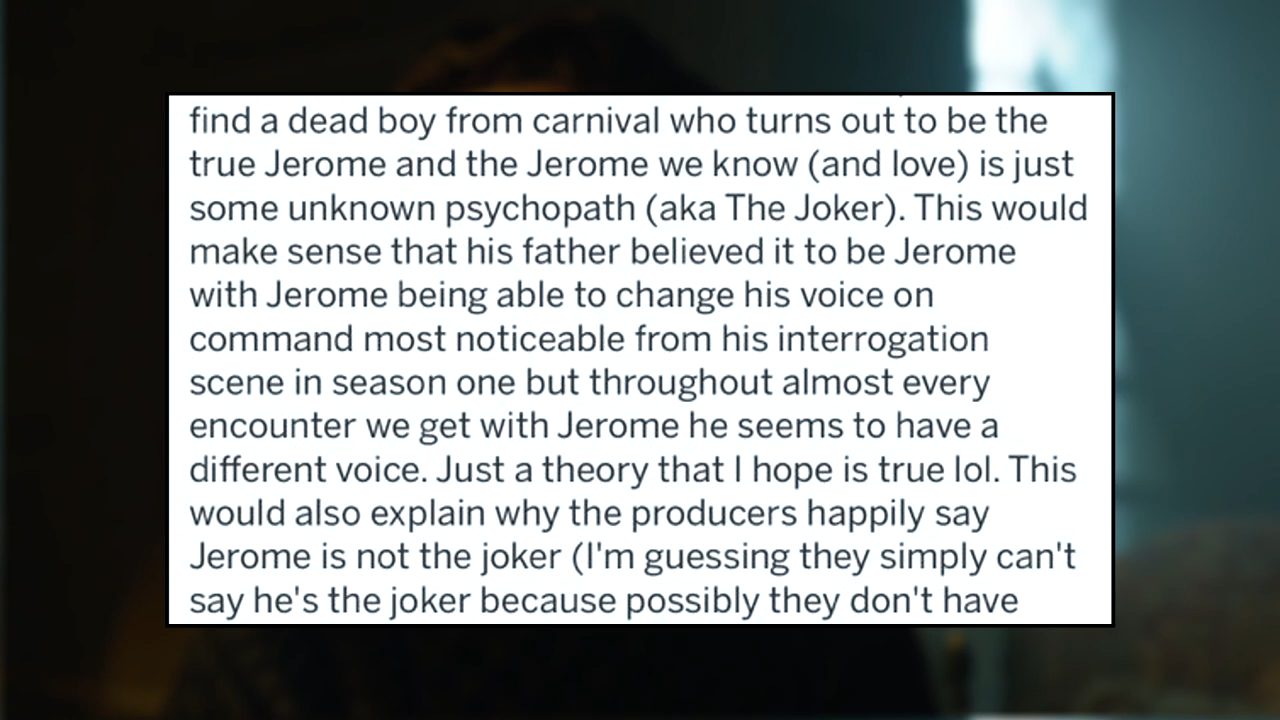 find a dead boy from carnival who turns out to be the
true Jerome and the Jerome we know (and love) is just
some unknown psychopath (aka The Joker). This would
make sense that his father believed it to be Jerome
with Jerome being able to change his voice on
command most noticeable from his interrogation
scene in season one but throughout almost every
encounter we get with Jerome he seems to have a
different voice. Just a theory that I hope is true lol. This
would also explain why the producers happily say
Jerome is not the joker (I'm guessing they simply can't
say he's the joker because possibly they don't have